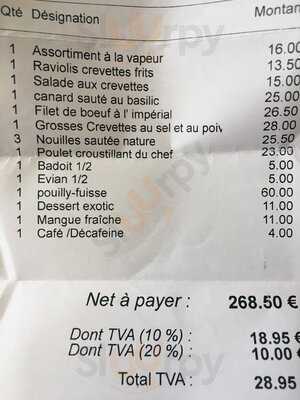 Qté Désignation Montan
1 Assortiment à la vapeur 16.00
1 Raviolis crevettes frits 13.50
1 Salade aux crevettes 15.00
1 canard sauté au basilic 25.00
1 Filet de boeuf à l' impérial 26.50
1 Grosses Crevettes au sel et au poiv 28.00
3 Nouilles sautée nature 25.50
1 Poulet croustillant du chef 23.00
1 Badoit 1/2 5.00
1 Evian 1/2 5.00
1 pouilly-fuisse 60.00
1 Dessert exotic 11.00
1 Mangue fraîche 11.00
1 Café /Décafeine 4.00
Net à payer : 268.50 €
Dont TVA (10 %) : 18.95 €
Dont TVA (20 %) : 10.00 €
Total TVA : 28.95